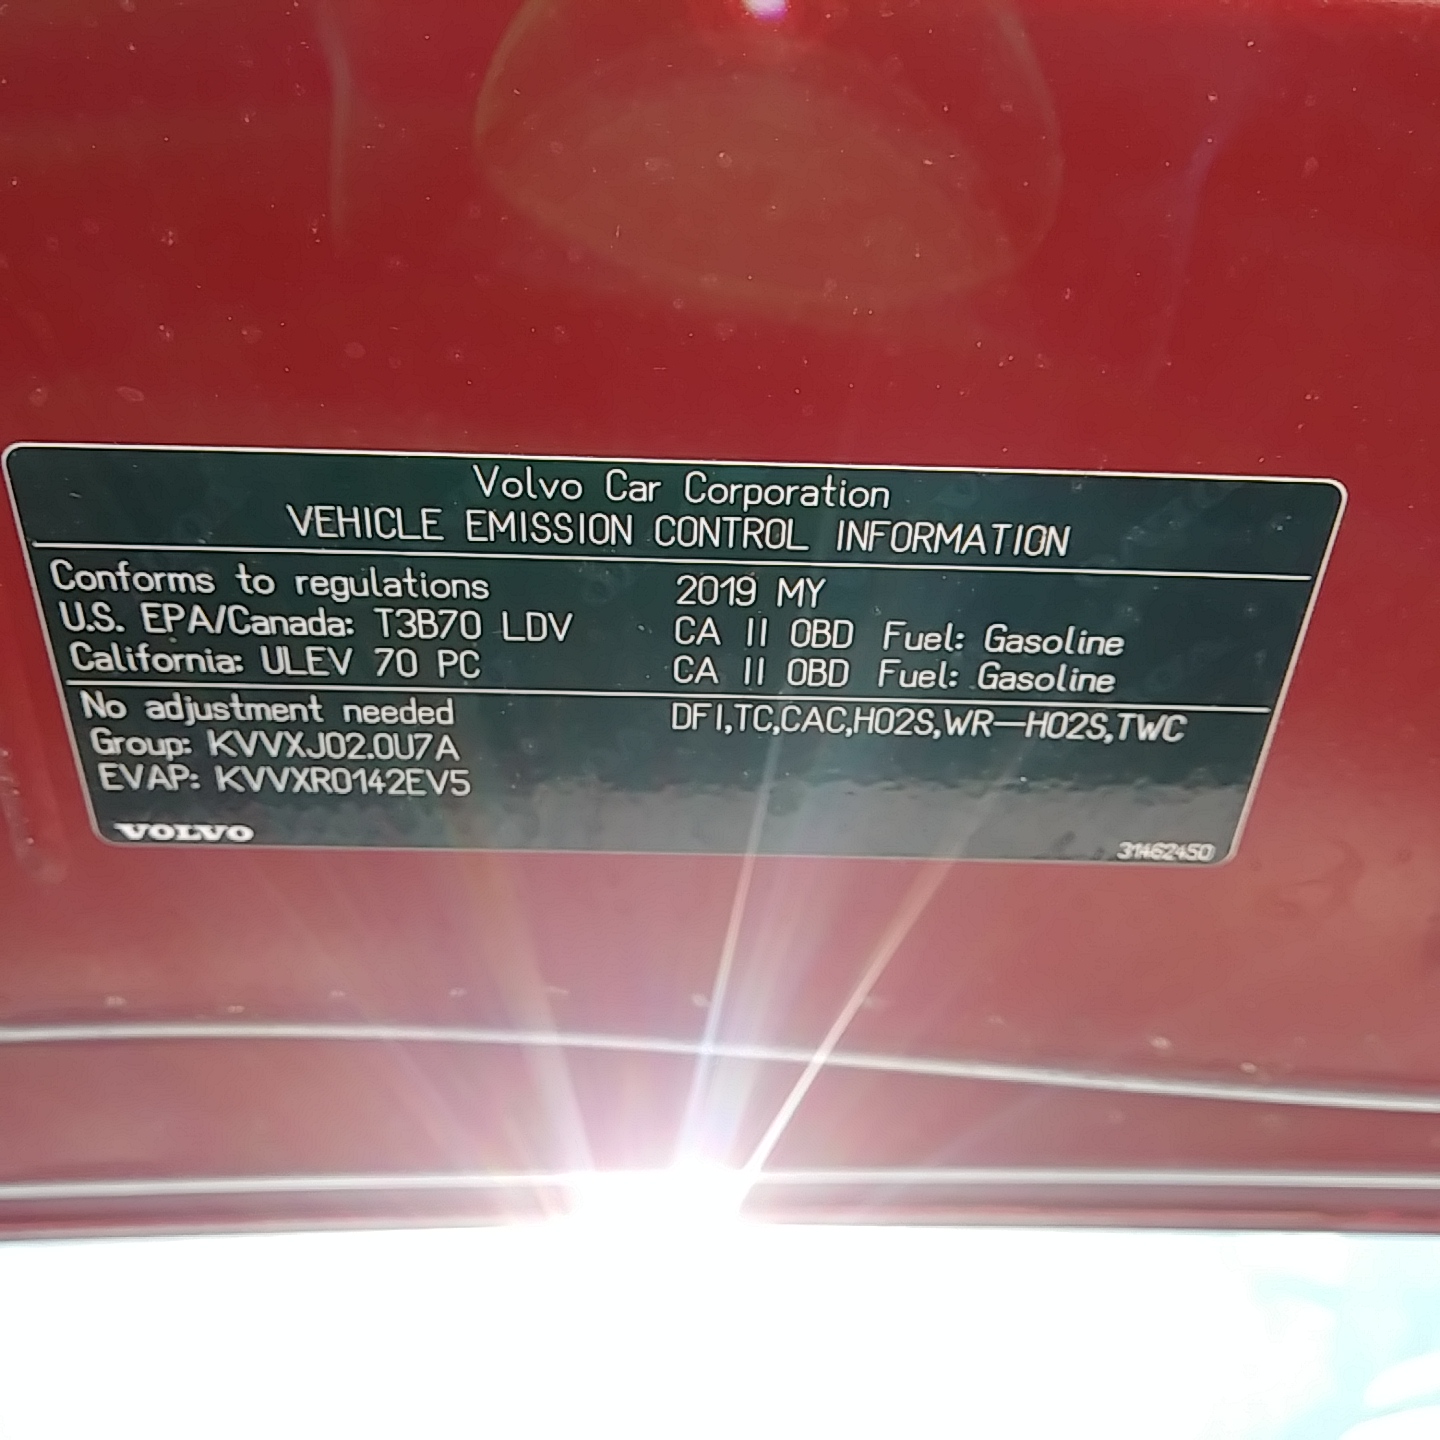 Volvo Car Corporation
VEHICLE EMISSION CONTROL INFORMATION
Conforms to regulations 2019 MY
U.S. EPA/Canada: T3B70 LDV CA II OBD Fuel: Gasoline
California: ULEV 70 PC CA II OBD Fuel: Gasoline
No adjustment needed DFI,TC,CAC,HO2S,WR-HO2S,TWC
Group: KVVXJ02.0U7A
EVAP: KVVXR0142EV5
VOLVO 31462450